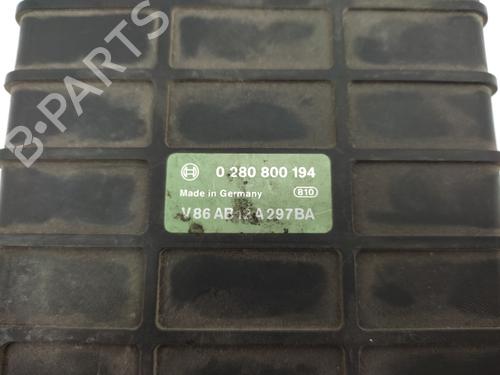 B-PARTS
0 280 800 194
Made in Germany 810
V86AB12A297BA